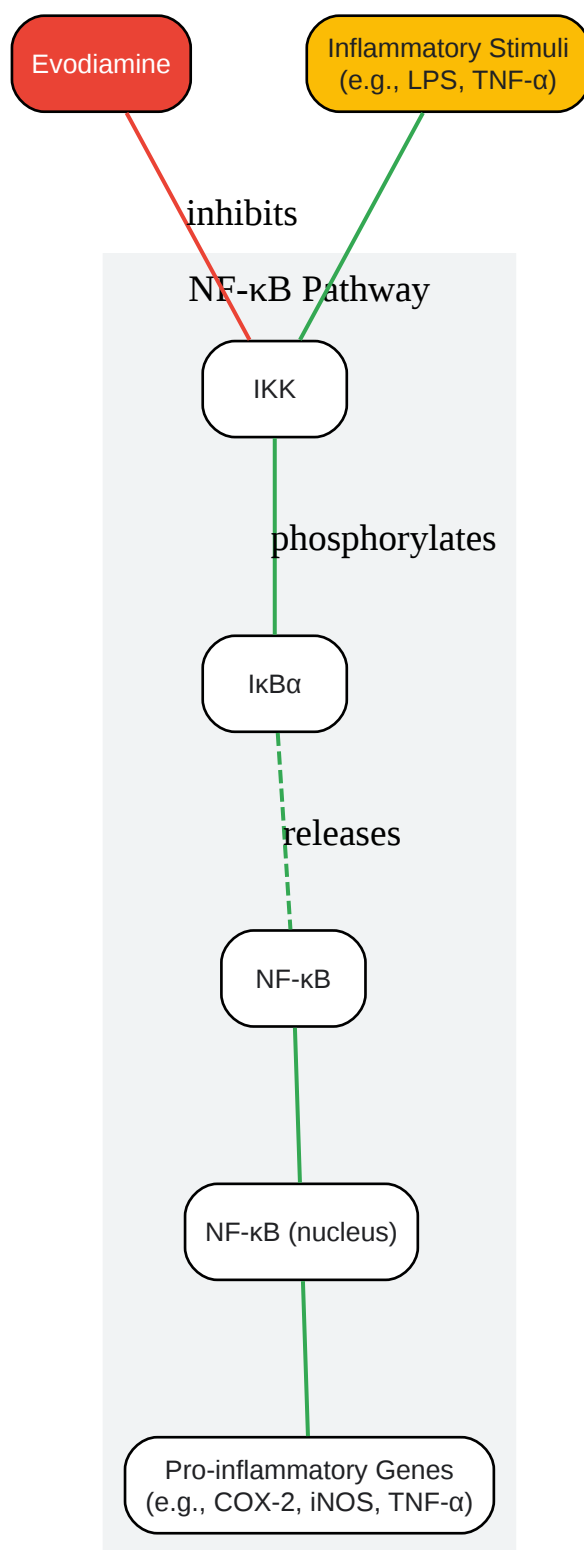 Evodiamine
Inflammatory Stimuli
(e.g., LPS, TNF-α)
inhibits
NF-κB Pathway
IKK
phosphorylates
IκBα
releases
NF-κB
NF-κB (nucleus)
Pro-inflammatory Genes
(e.g., COX-2, iNOS, TNF-α)